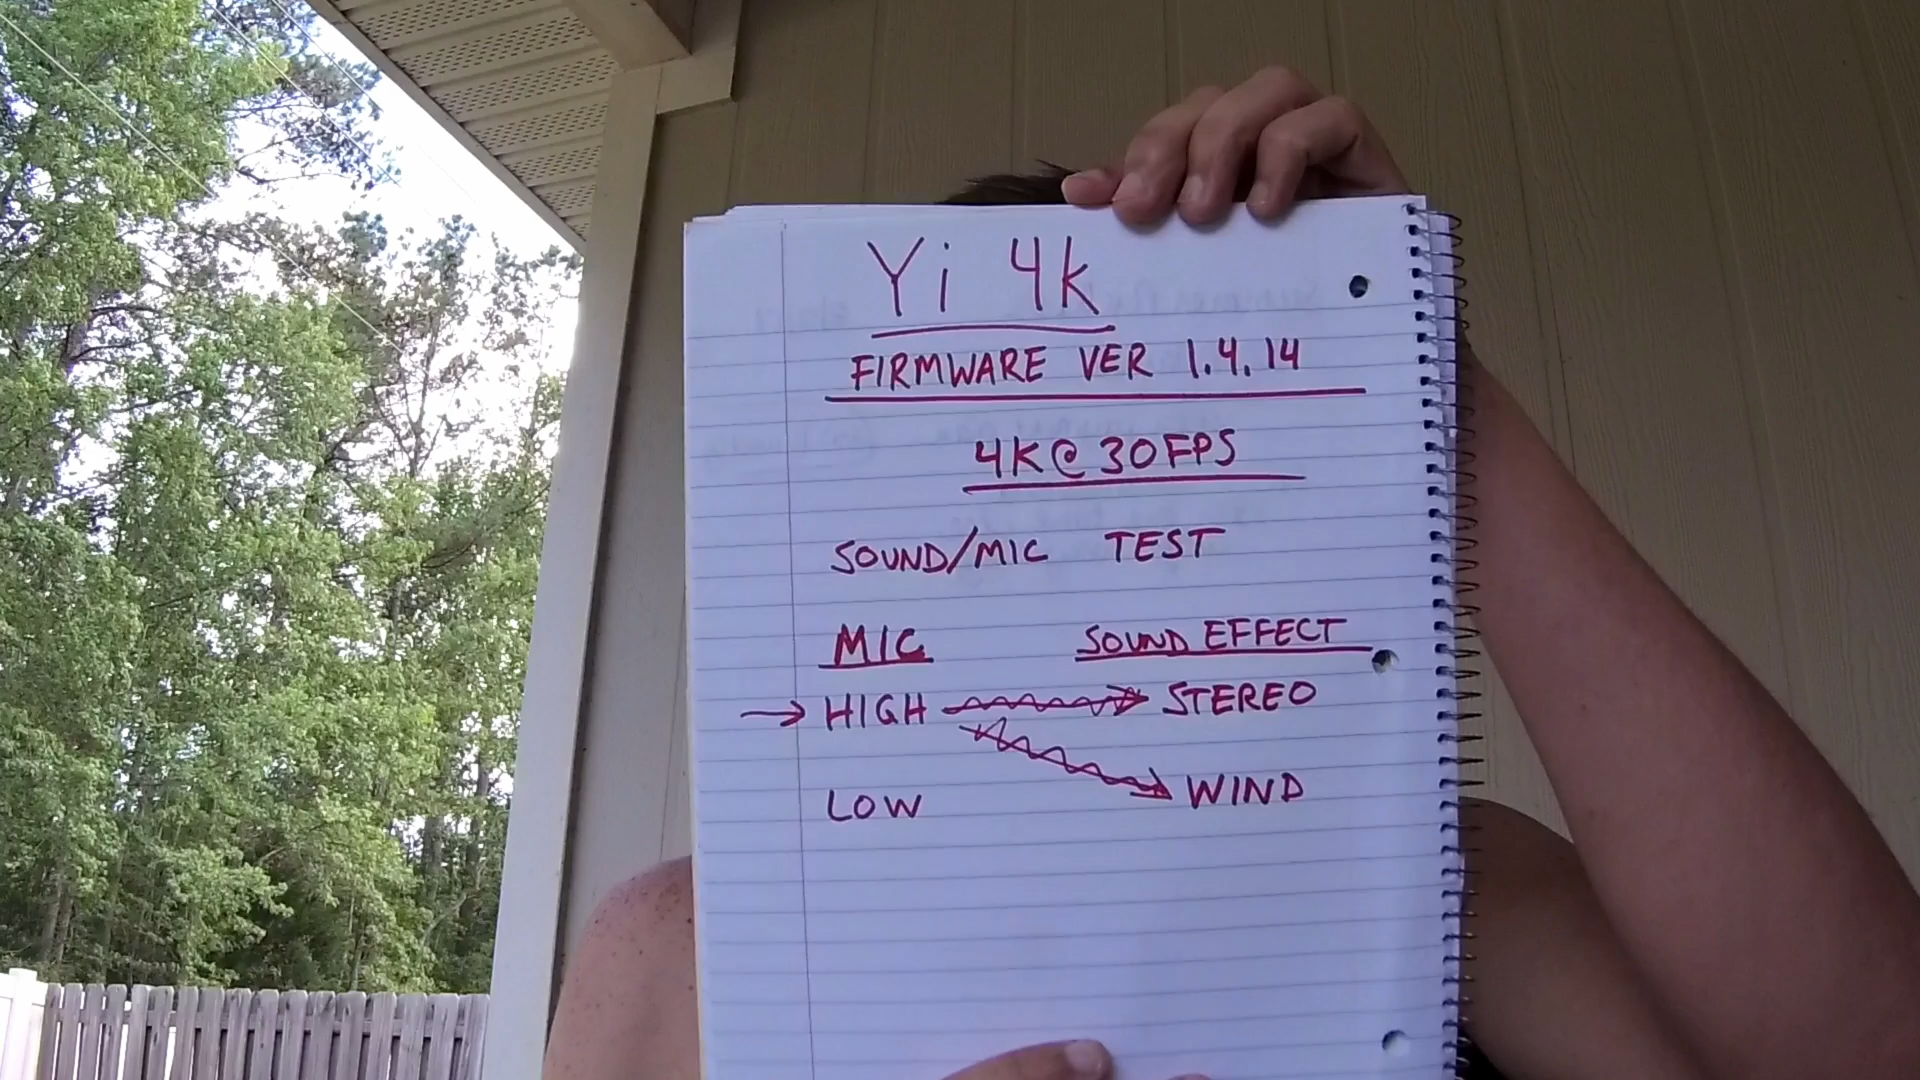 Yi 4k
FIRMWARE VER 1.4.14
4K@30FPS
SOUND/MIC TEST
MIC SOUND EFFECT
→ HIGH → STEREO
LOW → WIND